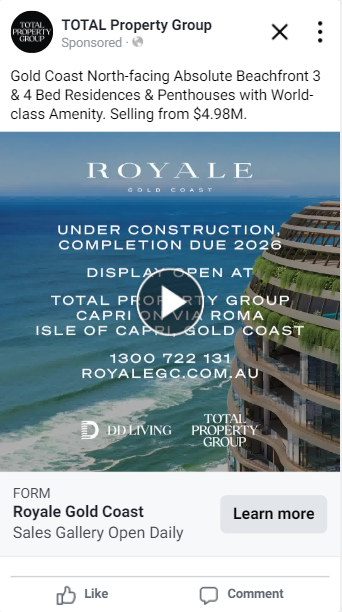 TOTAL
PROPERTY
GROUP
TOTAL Property Group
Sponsored ·
Gold Coast North-facing Absolute Beachfront 3
& 4 Bed Residences & Penthouses with World-
class Amenity. Selling from $4.98M.
ROYALE
GOLD COAST
UNDER CONSTRUCTION,
COMPLETION DUE 2026
DISPLAY OPEN AT
TOTAL PROPERTY GROUP
CAPRI ON VIA ROMA
ISLE OF CAPRI, GOLD COAST
1300 722 131
ROYALEGC.COM.AU
DD LIVING
TOTAL
PROPERTY
GROUP
FORM
Royale Gold Coast
Sales Gallery Open Daily
Learn more
Like
Comment